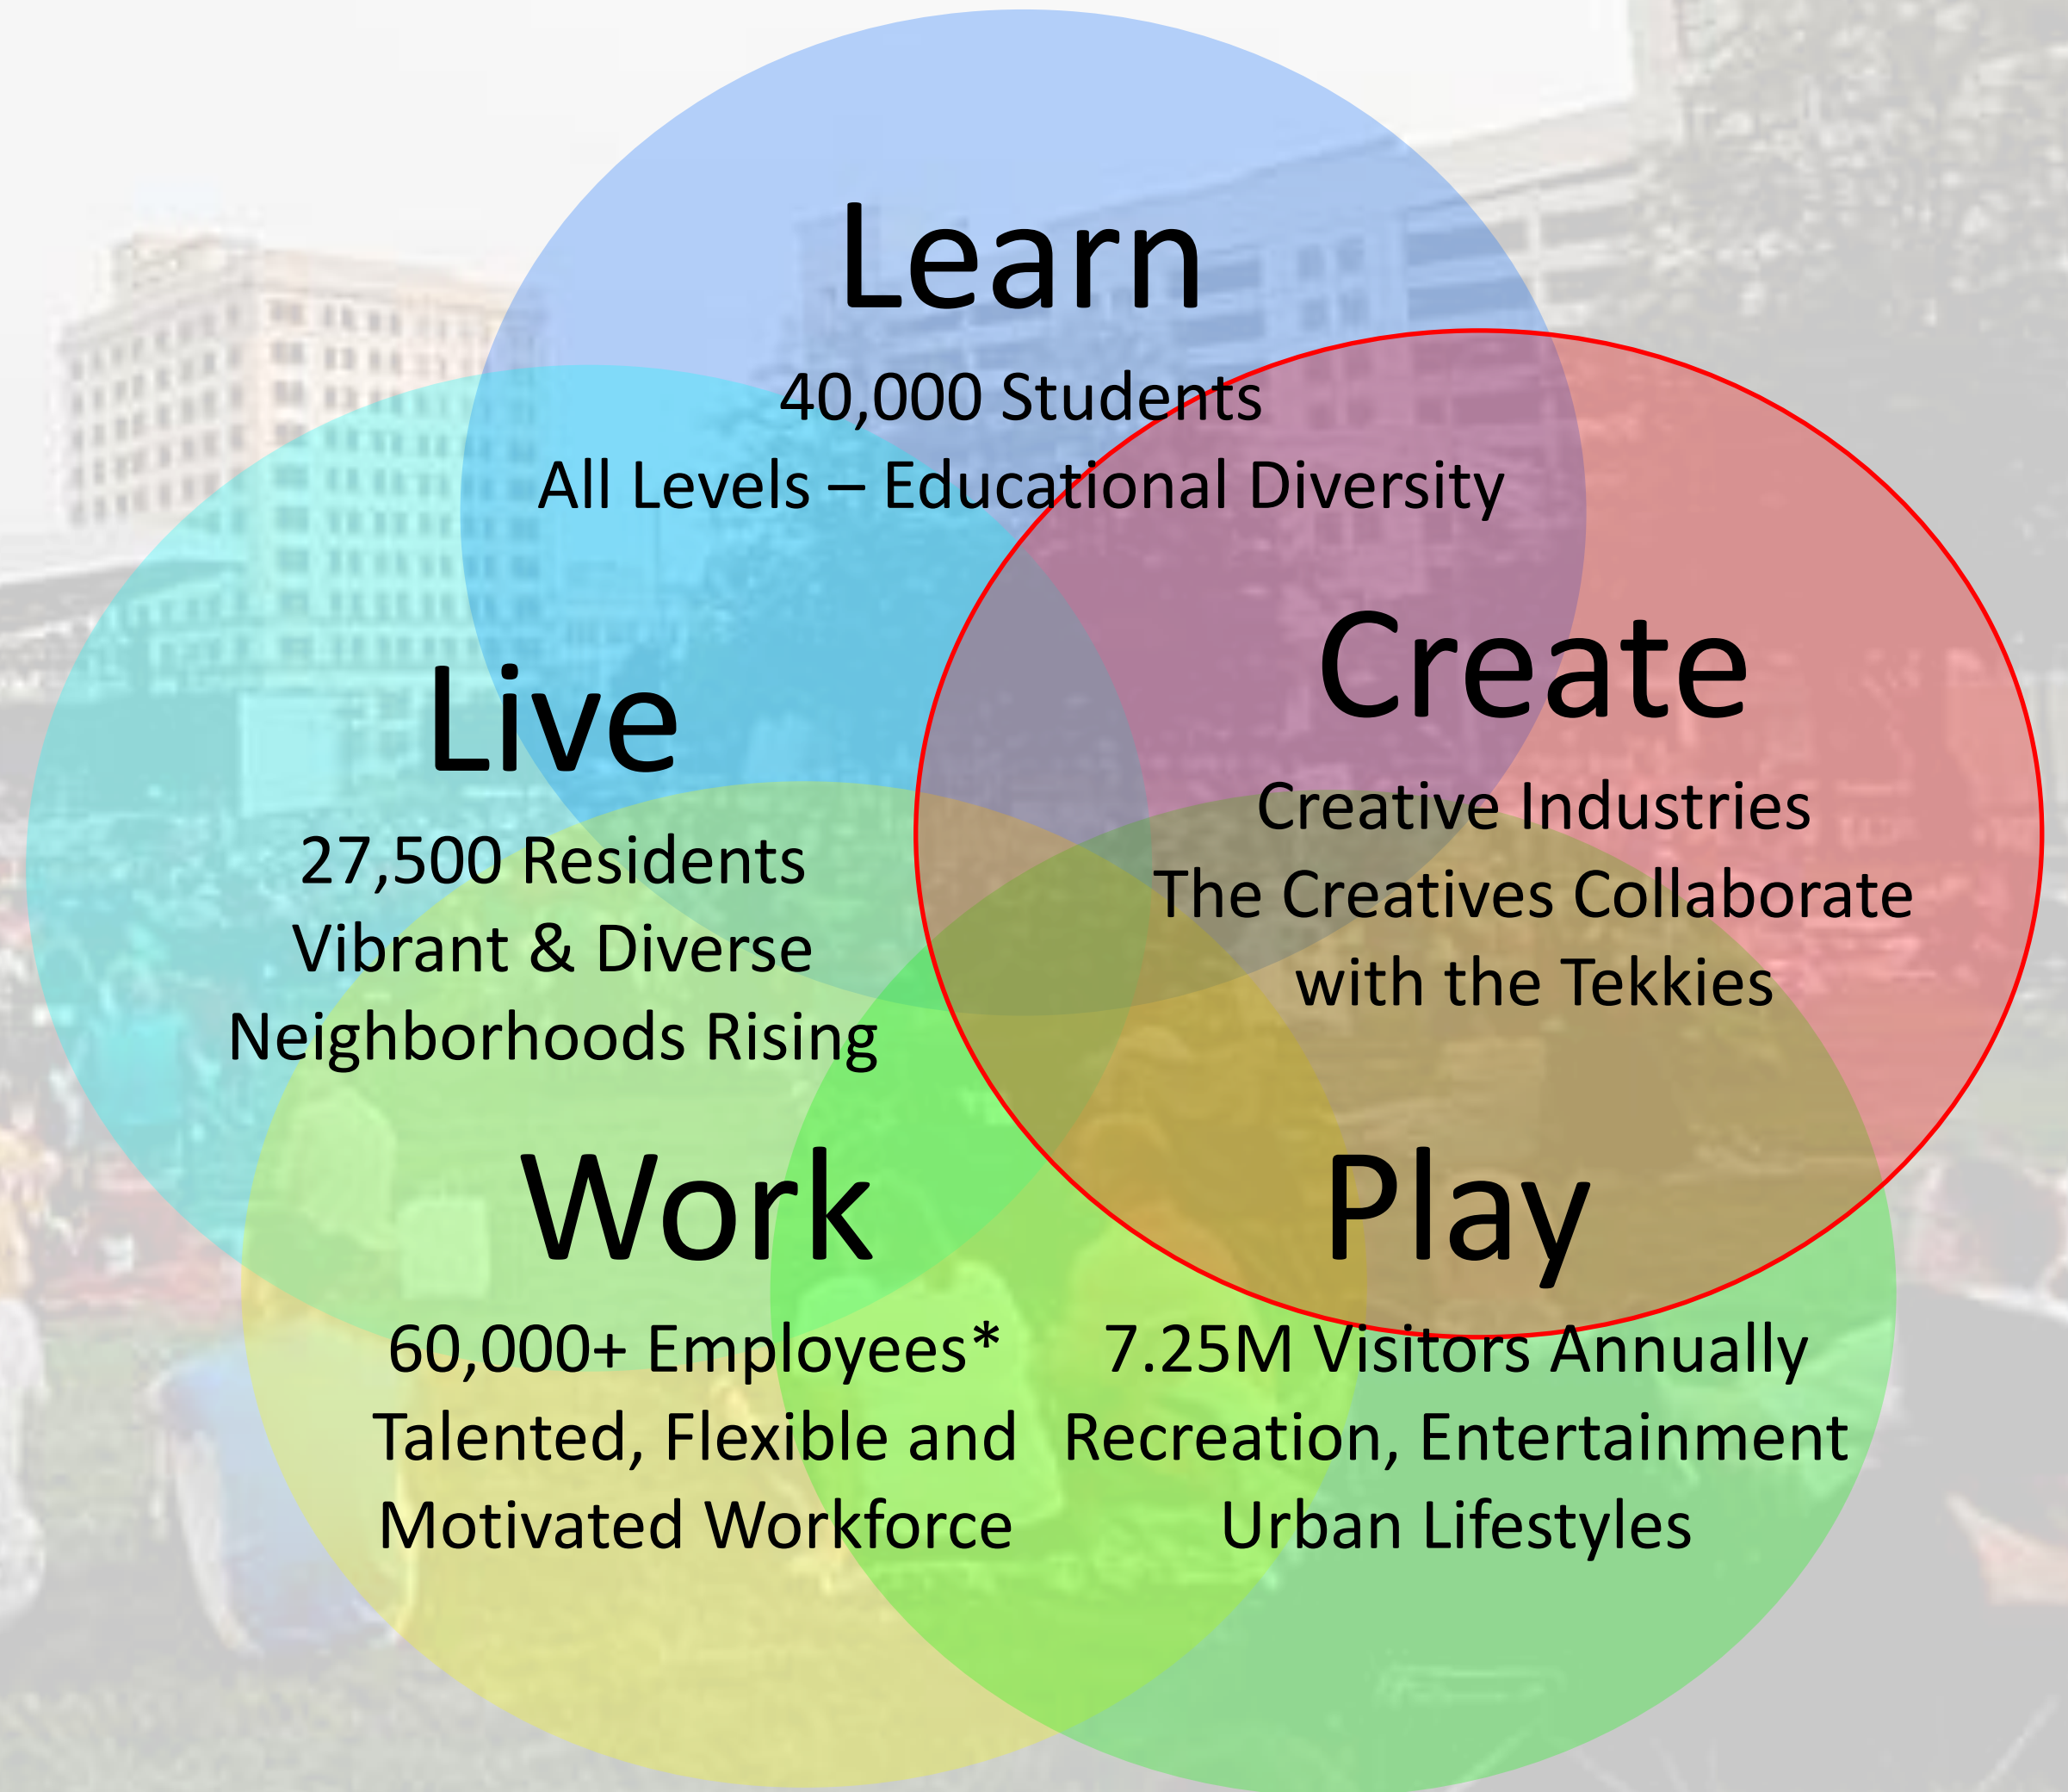 Learn
40,000 Students
All Levels – Educational Diversity
Create
Creative Industries
The Creatives Collaborate
with the Tekkies
Live
27,500 Residents
Vibrant & Diverse
Neighborhoods Rising
Work
60,000+ Employees*
Talented, Flexible and
Motivated Workforce
Play
7.25M Visitors Annually
Recreation, Entertainment
Urban Lifestyles